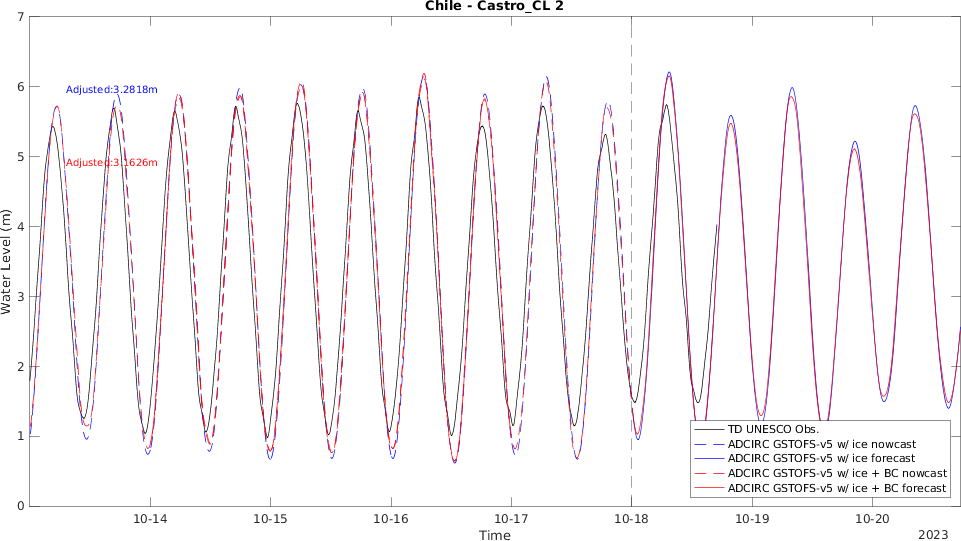 Chile - Castro_CL 2
7
6
5
4
3
2
1
0
Water Level (m)
Adjusted:3.2818m
Adjusted:3.1626m
TD UNESCO Obs.
ADCIRC GSTOFS-v5 w/ ice nowcast
ADCIRC GSTOFS-v5 w/ ice forecast
ADCIRC GSTOFS-v5 w/ ice + BC nowcast
ADCIRC GSTOFS-v5 w/ ice + BC forecast
10-14 10-15 10-16 10-17 10-18 10-19 10-20
Time
2023